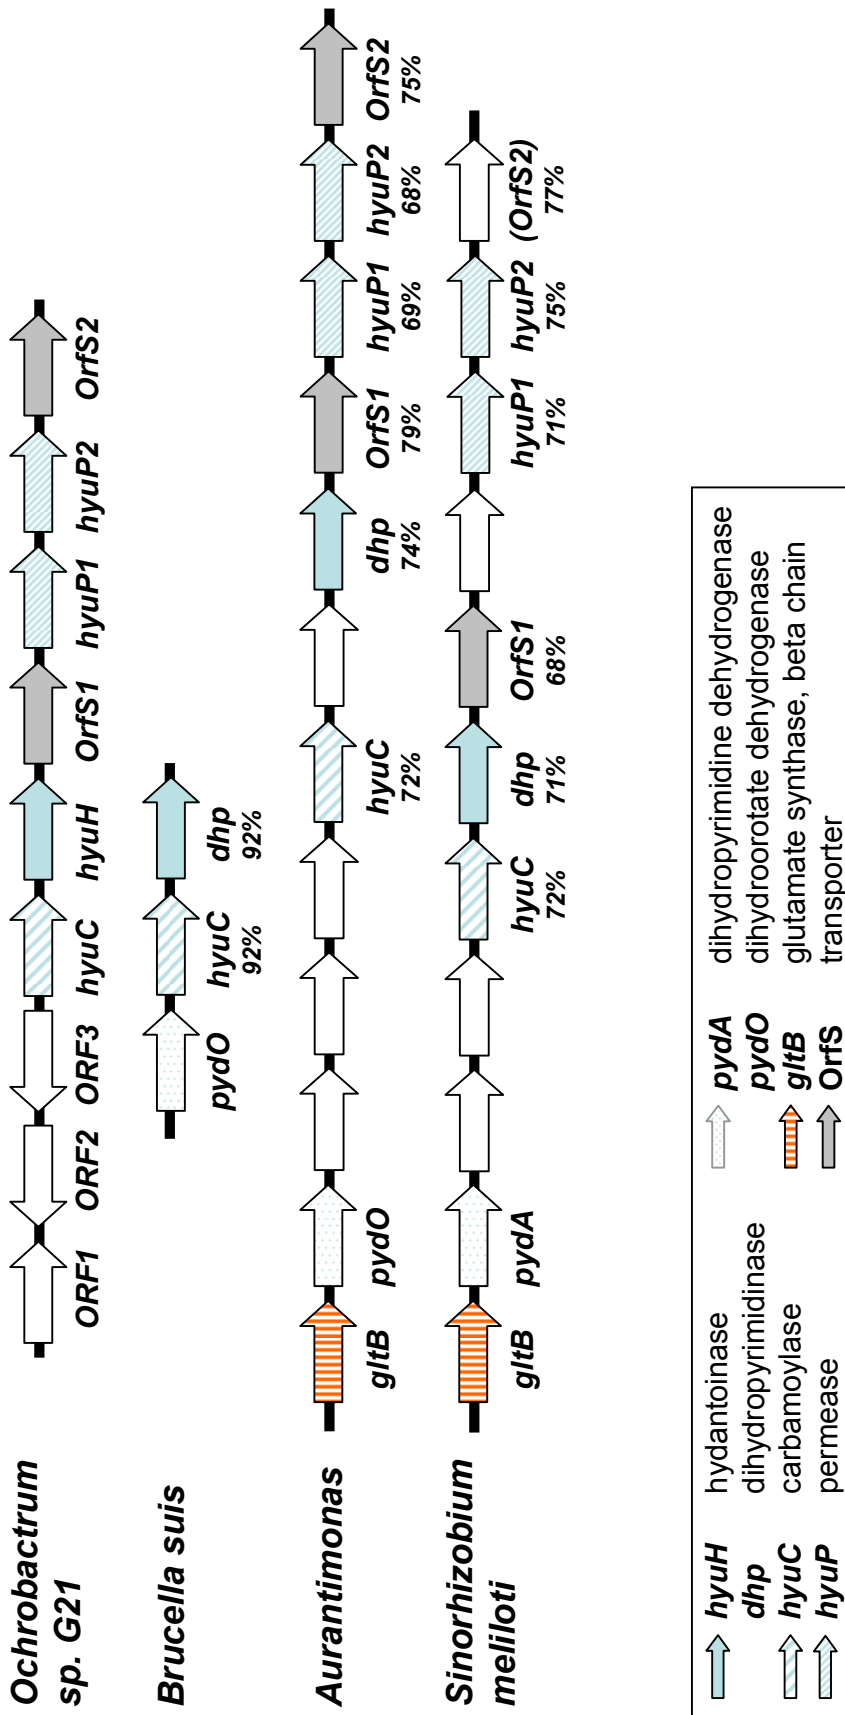 Ochrobactrum
sp. G21
ORF1 ORF2 ORF3 hyuC hyuH OrfS1 hyuP1 hyuP2 OrfS2
Brucella suis
pydO hyuC dhp
92% 92%
Aurantimonas
gltB pydO hyuC dhp OrfS1 hyuP1 hyuP2 OrfS2
72% 74% 79% 69% 68% 75%
Sinorhizobium
meliloti
gltB pydA hyuC dhp OrfS1 hyuP1 hyuP2 (OrfS2)
72% 71% 68% 71% 75% 77%
hyuH hydantoinase pydA dihydropyrimidine dehydrogenase
dhp dihydropyrimidinase pydO dihydroorotate dehydrogenase
hyuC carbamoylase gltB glutamate synthase, beta chain
hyuP permease OrfS transporter